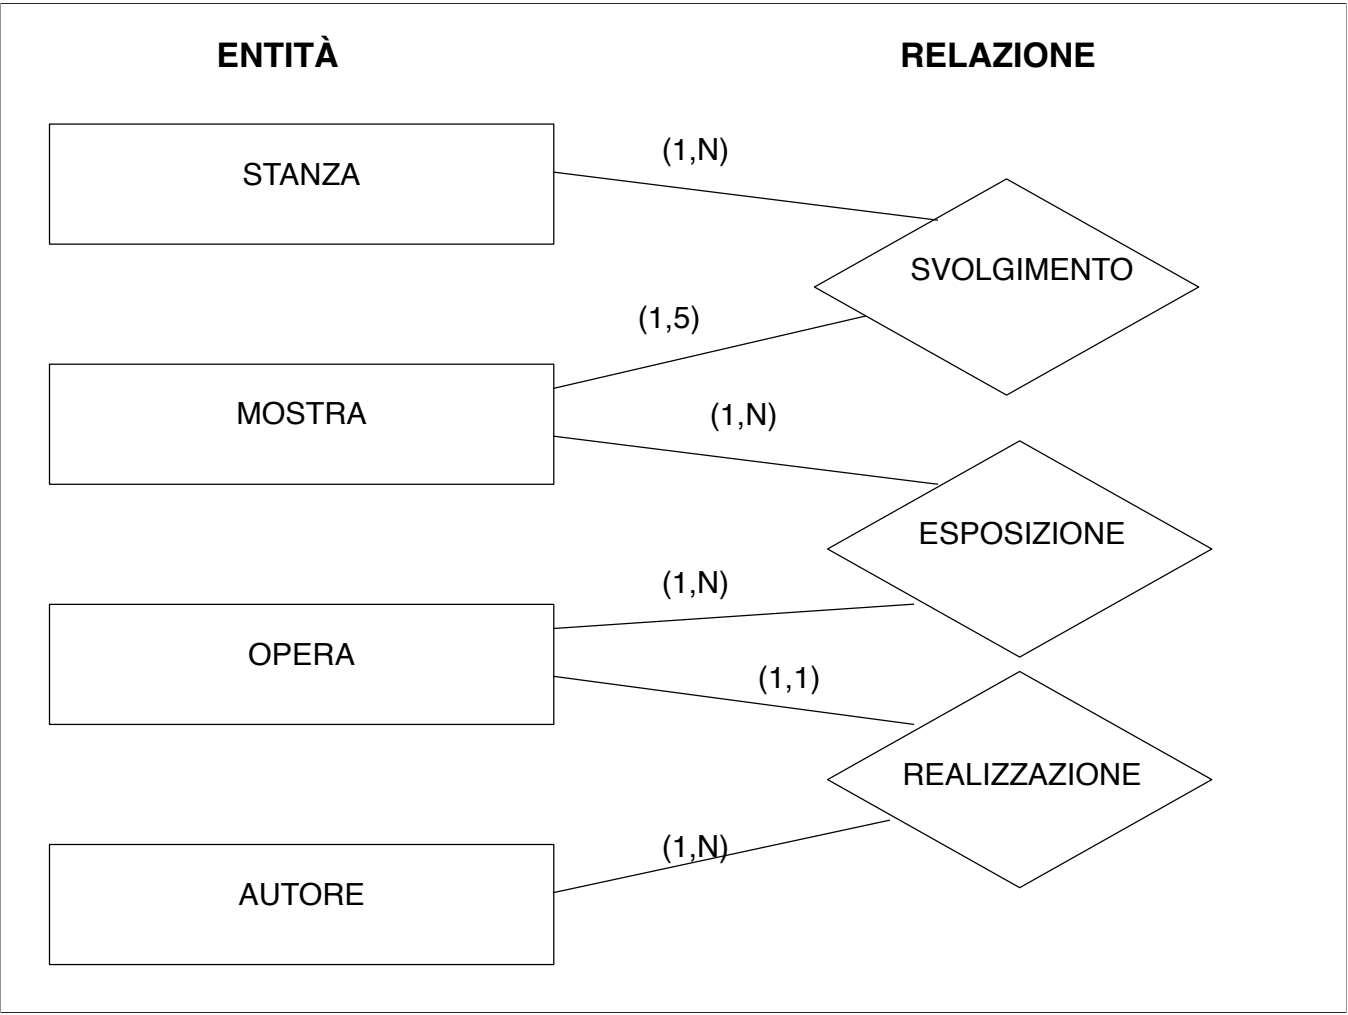 ENTITÀ
RELAZIONE
STANZA
(1,N)
SVOLGIMENTO
(1,5)
MOSTRA
(1,N)
ESPOSIZIONE
(1,N)
OPERA
(1,1)
REALIZZAZIONE
(1,N)
AUTORE